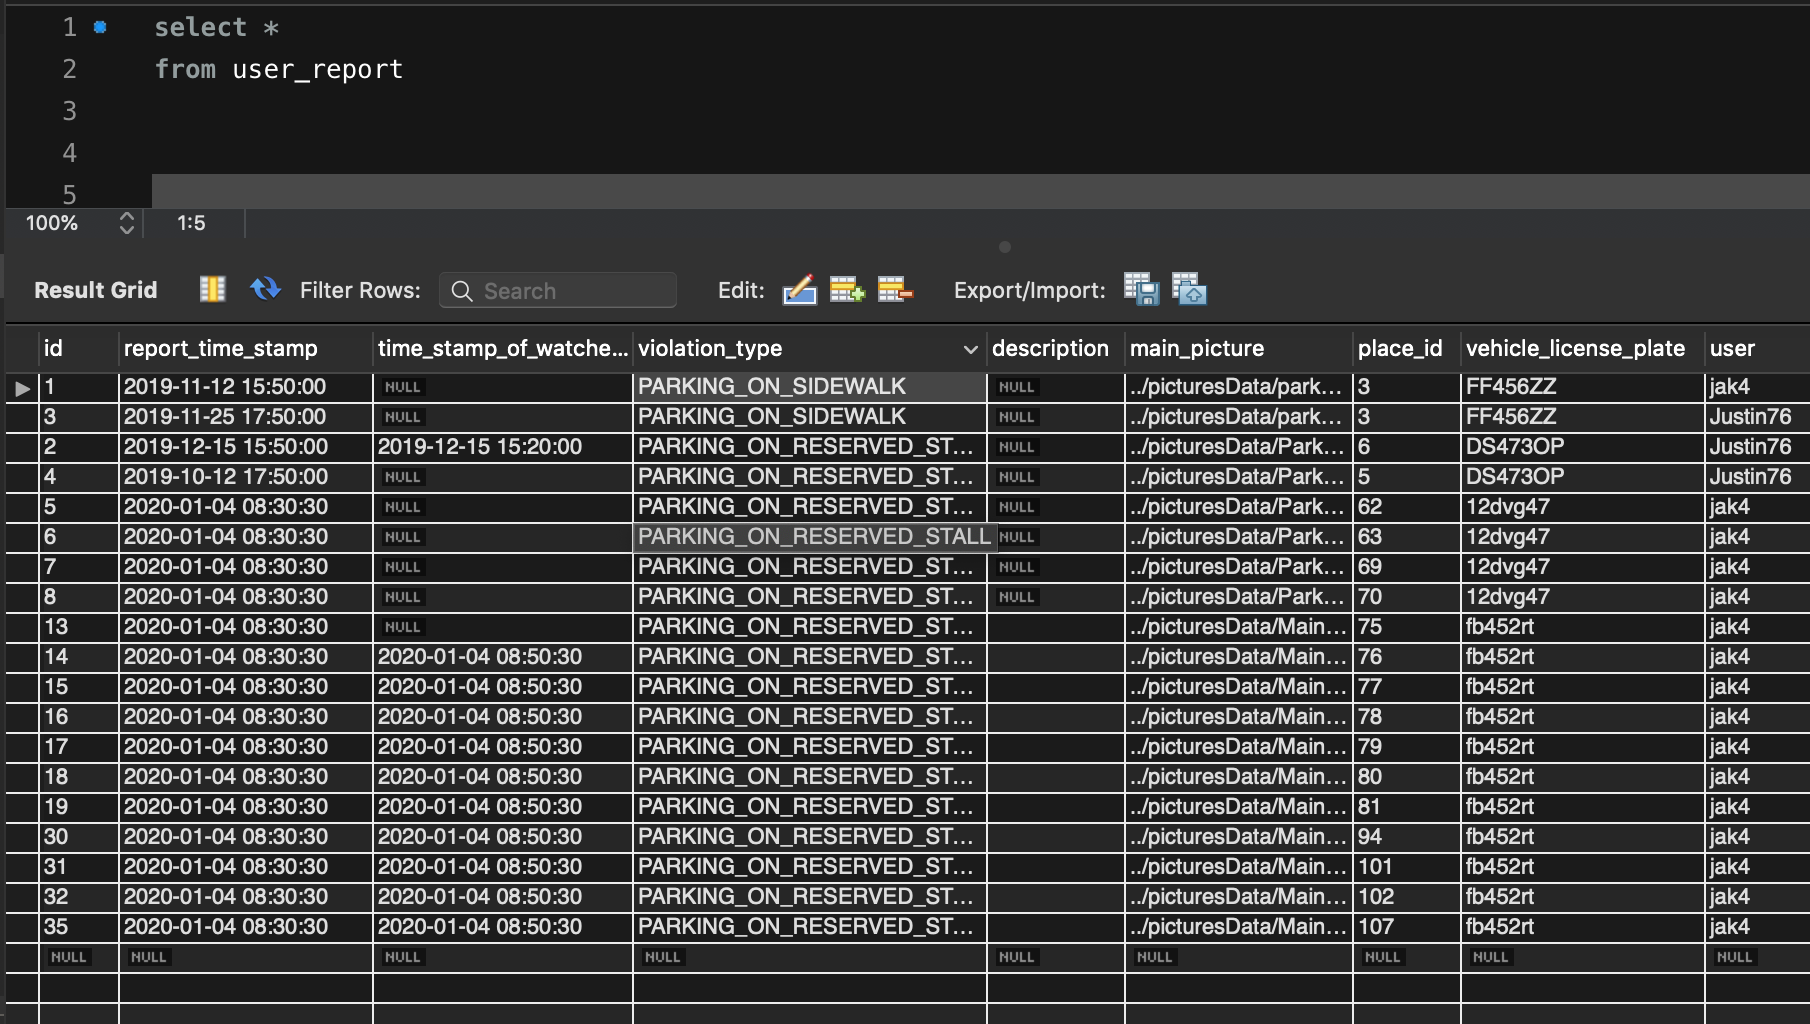 1 select *
2 from user_report
3
4
5
100% 1:5
Result Grid Filter Rows: Search Edit: Export/Import:
id report_time_stamp time_stamp_of_watche... violation_type description main_picture place_id vehicle_license_plate user
1 2019-11-12 15:50:00 NULL PARKING_ON_SIDEWALK NULL ../picturesData/park... 3 FF456ZZ jak4
3 2019-11-25 17:50:00 NULL PARKING_ON_SIDEWALK NULL ../picturesData/park... 3 FF456ZZ Justin76
2 2019-12-15 15:50:00 2019-12-15 15:20:00 PARKING_ON_RESERVED_ST... NULL ../picturesData/Park... 6 DS473OP Justin76
4 2019-10-12 17:50:00 NULL PARKING_ON_RESERVED_ST... NULL ../picturesData/Park... 5 DS473OP Justin76
5 2020-01-04 08:30:30 NULL PARKING_ON_RESERVED_ST... NULL ../picturesData/Park... 62 12dvg47 jak4
6 2020-01-04 08:30:30 NULL PARKING_ON_RESERVED_STALL NULL ../picturesData/Park... 63 12dvg47 jak4
7 2020-01-04 08:30:30 NULL PARKING_ON_RESERVED_ST... NULL ../picturesData/Park... 69 12dvg47 jak4
8 2020-01-04 08:30:30 NULL PARKING_ON_RESERVED_ST... NULL ../picturesData/Park... 70 12dvg47 jak4
13 2020-01-04 08:30:30 NULL PARKING_ON_RESERVED_ST... ../picturesData/Main... 75 fb452rt jak4
14 2020-01-04 08:30:30 2020-01-04 08:50:30 PARKING_ON_RESERVED_ST... ../picturesData/Main... 76 fb452rt jak4
15 2020-01-04 08:30:30 2020-01-04 08:50:30 PARKING_ON_RESERVED_ST... ../picturesData/Main... 77 fb452rt jak4
16 2020-01-04 08:30:30 2020-01-04 08:50:30 PARKING_ON_RESERVED_ST... ../picturesData/Main... 78 fb452rt jak4
17 2020-01-04 08:30:30 2020-01-04 08:50:30 PARKING_ON_RESERVED_ST... ../picturesData/Main... 79 fb452rt jak4
18 2020-01-04 08:30:30 2020-01-04 08:50:30 PARKING_ON_RESERVED_ST... ../picturesData/Main... 80 fb452rt jak4
19 2020-01-04 08:30:30 2020-01-04 08:50:30 PARKING_ON_RESERVED_ST... ../picturesData/Main... 81 fb452rt jak4
30 2020-01-04 08:30:30 2020-01-04 08:50:30 PARKING_ON_RESERVED_ST... ../picturesData/Main... 94 fb452rt jak4
31 2020-01-04 08:30:30 2020-01-04 08:50:30 PARKING_ON_RESERVED_ST... ../picturesData/Main... 101 fb452rt jak4
32 2020-01-04 08:30:30 2020-01-04 08:50:30 PARKING_ON_RESERVED_ST... ../picturesData/Main... 102 fb452rt jak4
35 2020-01-04 08:30:30 2020-01-04 08:50:30 PARKING_ON_RESERVED_ST... ../picturesData/Main... 107 fb452rt jak4
NULL NULL NULL NULL NULL NULL NULL NULL NULL